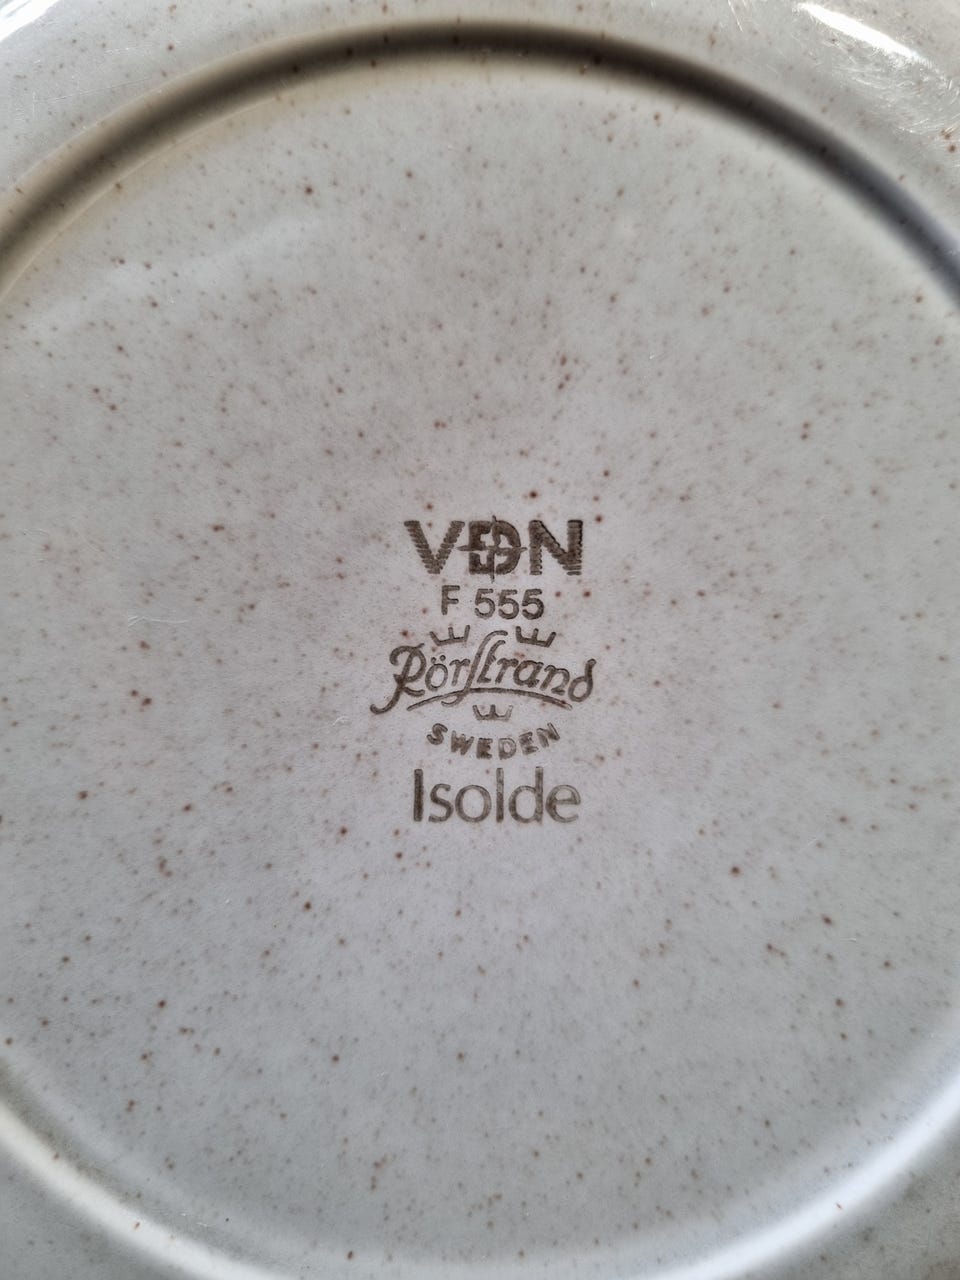 VDN
F 555
Rörstrand
SWEDEN
Isolde